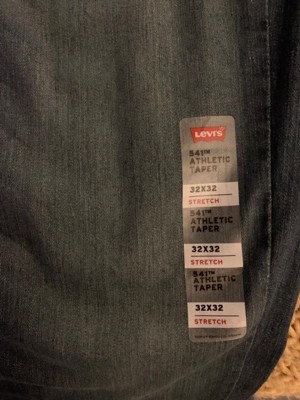 Levi's
541™
ATHLETIC
TAPER
32X32
STRETCH
541™
ATHLETIC
TAPER
32X32
STRETCH
541™
ATHLETIC
TAPER
32X32
STRETCH